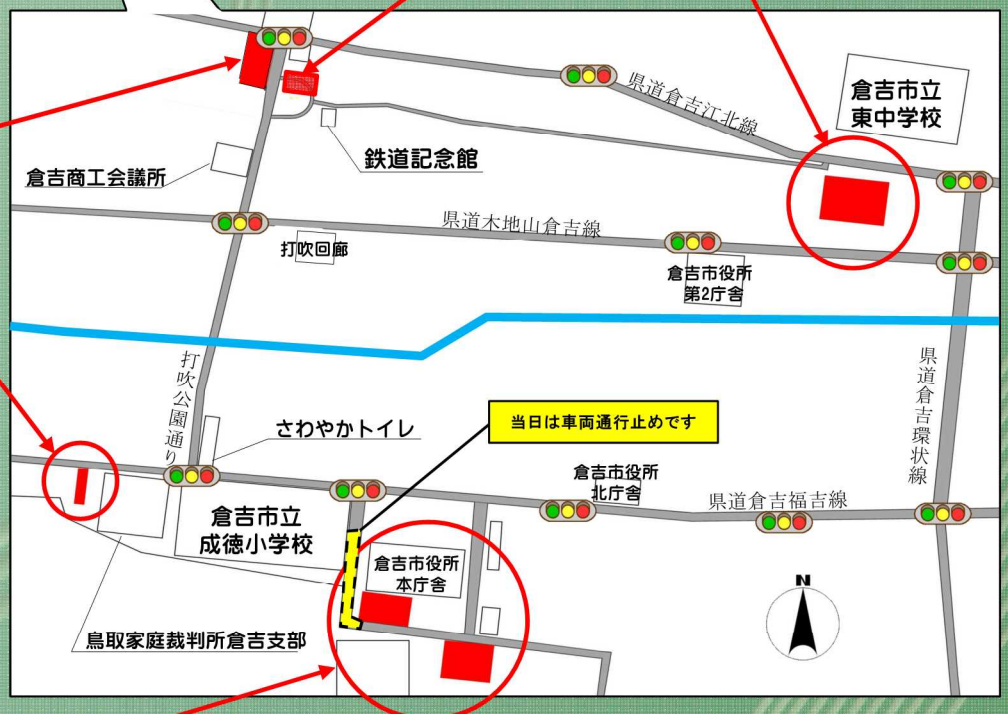 県道倉吉江北線
倉吉市立
東中学校
鉄道記念館
倉吉商工会議所
県道木地山倉吉線
打吹回廊
倉吉市役所
第2庁舎
打吹公園通り
県道倉吉環状線
さわやかトイレ
当日は車両通行止めです
倉吉市役所
北庁舎
県道倉吉福吉線
倉吉市立
成徳小学校
倉吉市役所
本庁舎
N
鳥取家庭裁判所倉吉支部